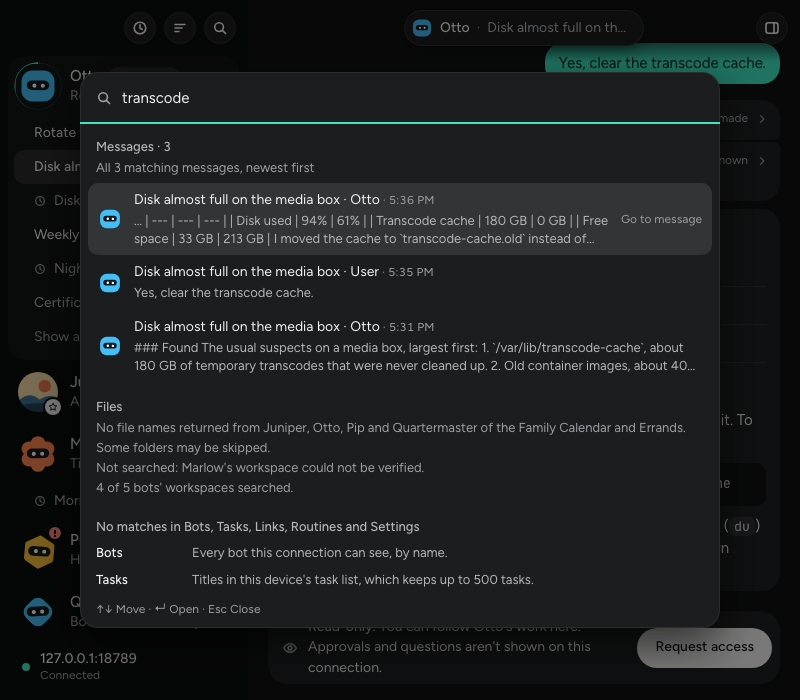 Otto · Disk almost full on th...
Yes, clear the transcode cache.
transcode
Messages · 3
All 3 matching messages, newest first
Disk almost full on the media box · Otto · 5:36 PM
... | --- | --- | --- | | Disk used | 94% | 61% | | Transcode cache | 180 GB | 0 GB | | Free
space | 33 GB | 213 GB | I moved the cache to `transcode-cache.old` instead of...
Go to message
Disk almost full on the media box · User · 5:35 PM
Yes, clear the transcode cache.
Disk almost full on the media box · Otto · 5:31 PM
### Found The usual suspects on a media box, largest first: 1. `/var/lib/transcode-cache`, about
180 GB of temporary transcodes that were never cleaned up. 2. Old container images, about 40...
Files
No file names returned from Juniper, Otto, Pip and Quartermaster of the Family Calendar and Errands.
Some folders may be skipped.
Not searched: Marlow's workspace could not be verified.
4 of 5 bots' workspaces searched.
No matches in Bots, Tasks, Links, Routines and Settings
Bots Every bot this connection can see, by name.
Tasks Titles in this device's task list, which keeps up to 500 tasks.
↑↓ Move · ↵ Open · Esc Close
Rotate
Disk
Weekly
Show
it. To
( du )
Approvals and questions aren't shown on this
connection.
Request access
127.0.0.1:18789
Connected